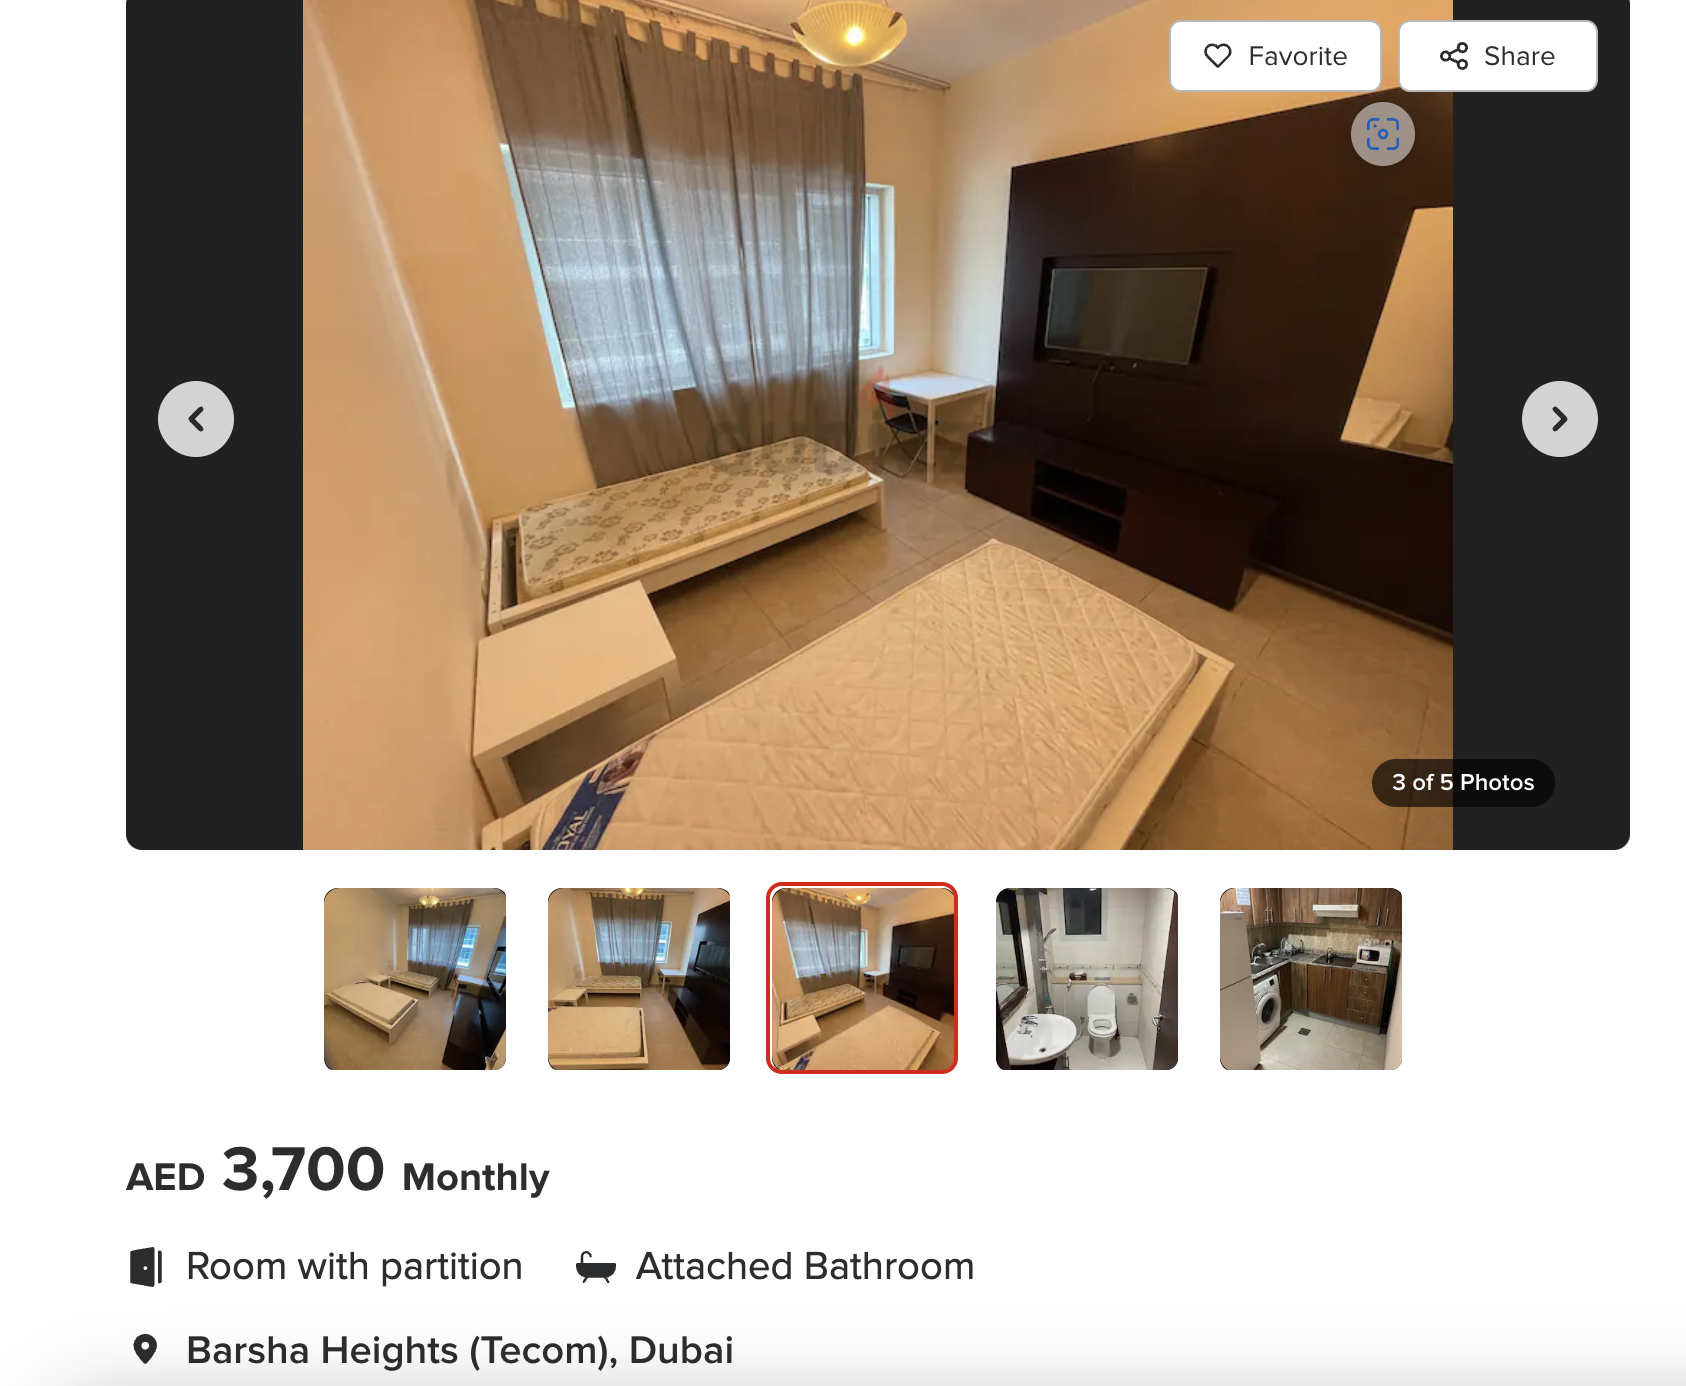 Favorite
Share
3 of 5 Photos
AED 3,700 Monthly
Room with partition
Attached Bathroom
Barsha Heights (Tecom), Dubai